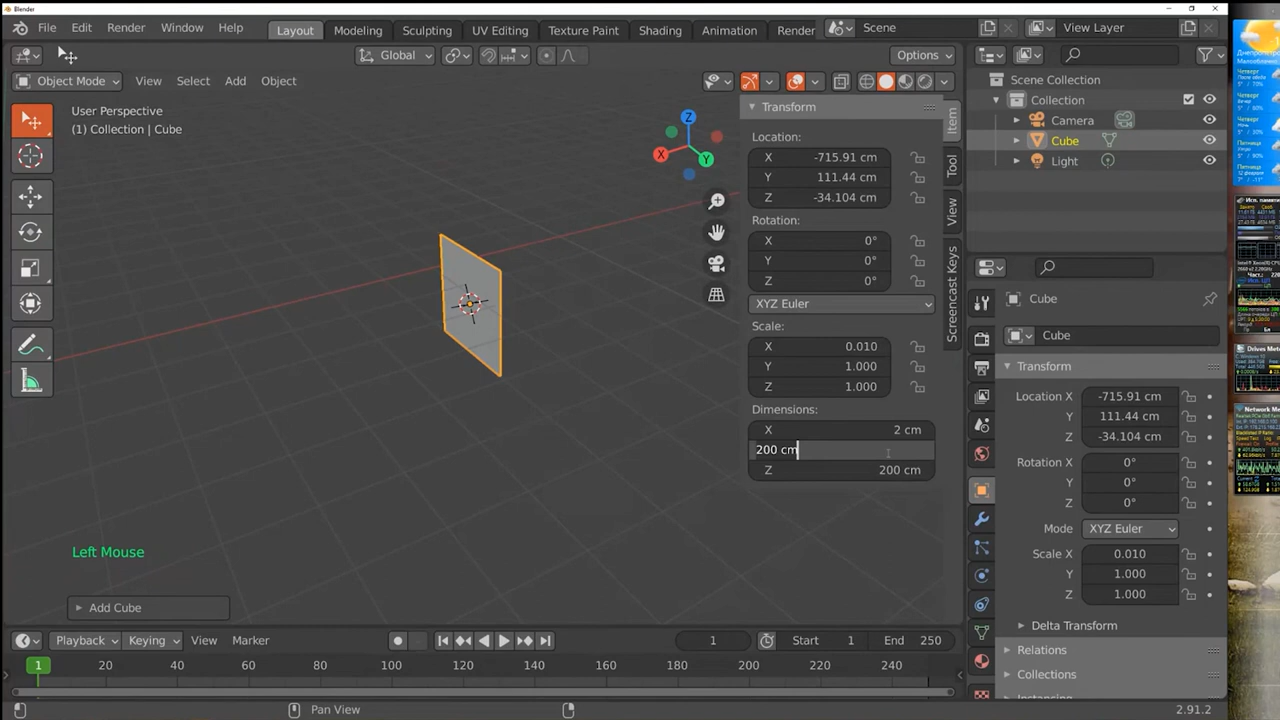 Blender
File Edit Render Window Help Layout Modeling Sculpting UV Editing Texture Paint Shading Animation Render Scene View Layer
Global Options
Object Mode View Select Add Object
User Perspective
(1) Collection | Cube
Z
X
Y
Transform
Location:
X -715.91 cm
Y 111.44 cm
Z -34.104 cm
Rotation:
X 0°
Y 0°
Z 0°
XYZ Euler
Scale:
X 0.010
Y 1.000
Z 1.000
Dimensions:
X 2 cm
200 cm
Z 200 cm
Item
Tool
View
Screencast Keys
Scene Collection
Collection
Camera
Cube
Light
Cube
Cube
Transform
Location X -715.91 cm
Y 111.44 cm
Z -34.104 cm
Rotation X 0°
Y 0°
Z 0°
Mode XYZ Euler
Scale X 0.010
Y 1.000
Z 1.000
Delta Transform
Relations
Collections
Instancing
Left Mouse
Add Cube
Playback Keying View Marker 1 Start 1 End 250
1 20 40 60 80 100 120 140 160 180 200 220 240
Pan View 2.91.2